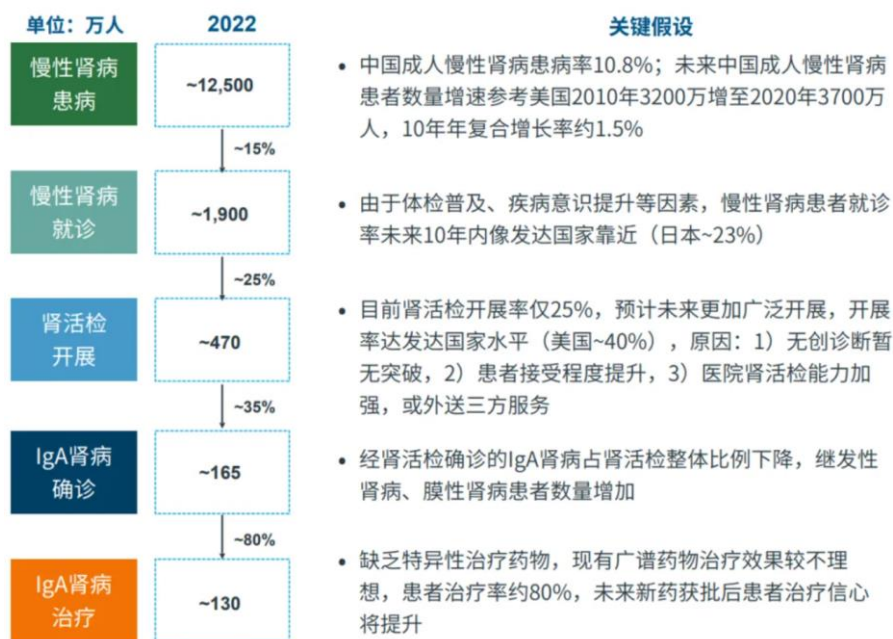 单位：万人 2022 关键假设
慢性肾病
患病
~12,500
• 中国成人慢性肾病患病率10.8%；未来中国成人慢性肾病
患者数量增速参考美国2010年3200万增至2020年3700万
人，10年年复合增长率约1.5%
~15%
慢性肾病
就诊
~1,900
• 由于体检普及、疾病意识提升等因素，慢性肾病患者就诊
率未来10年内像发达国家靠近（日本~23%）
~25%
肾活检
开展
~470
• 目前肾活检开展率仅25%，预计未来更加广泛开展，开展
率达发达国家水平（美国~40%），原因：1）无创诊断暂
无突破，2）患者接受程度提升，3）医院肾活检能力加
强，或外送三方服务
~35%
IgA肾病
确诊
~165
• 经肾活检确诊的IgA肾病占肾活检整体比例下降，继发性
肾病、膜性肾病患者数量增加
~80%
IgA肾病
治疗
~130
• 缺乏特异性治疗药物，现有广谱药物治疗效果较不理
想，患者治疗率约80%，未来新药获批后患者治疗信心
将提升